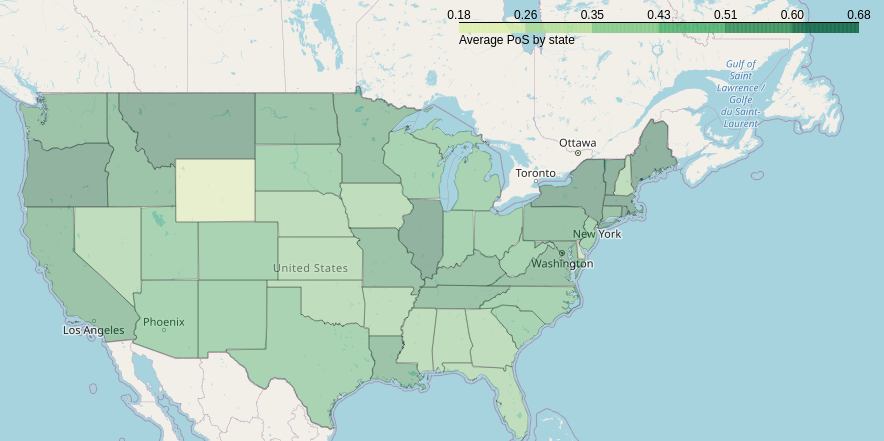 0.18 0.26 0.35 0.43 0.51 0.60 0.68
Average PoS by state
Gulf of
Saint
Lawrence /
Golfe
du Saint-
Laurent
Ottawa
Toronto
New York
Washington
United States
Phoenix
Los Angeles